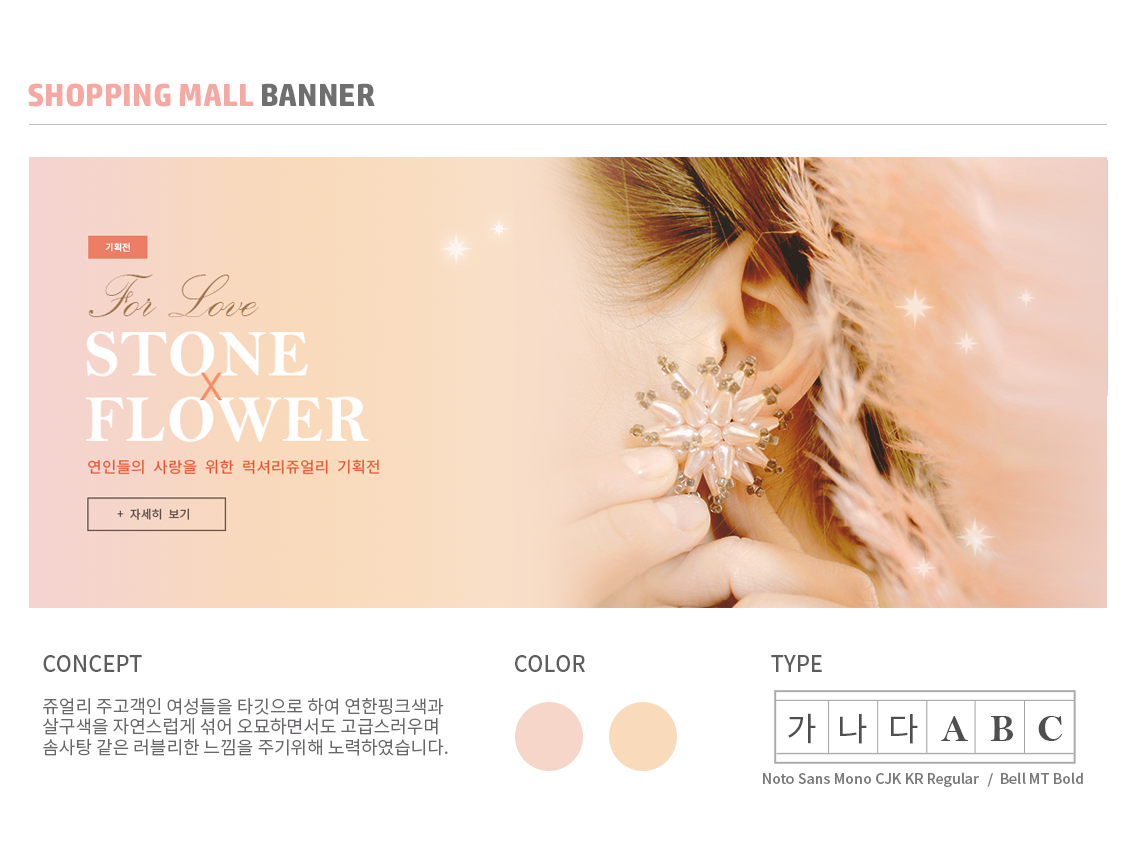 SHOPPING MALL BANNER
기획전
For Love
STONE
X
FLOWER
연인들의 사랑을 위한 럭셔리쥬얼리 기획전
+ 자세히 보기
CONCEPT
쥬얼리 주고객인 여성들을 타깃으로 하여 연한핑크색과
살구색을 자연스럽게 섞어 오묘하면서도 고급스러우며
솜사탕 같은 러블리한 느낌을 주기위해 노력하였습니다.
COLOR
TYPE
가 나 다 A B C
Noto Sans Mono CJK KR Regular / Bell MT Bold